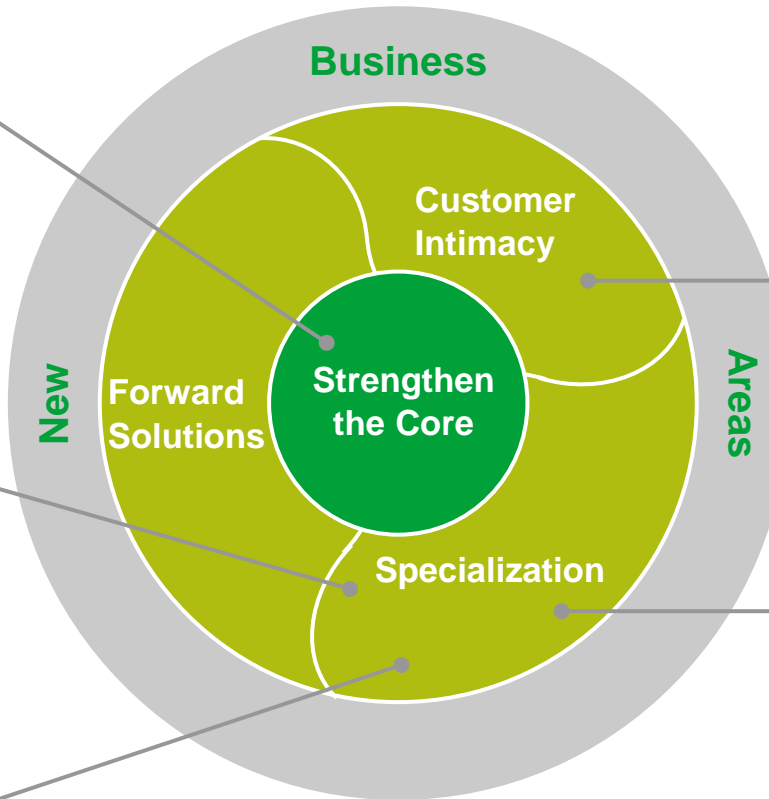 New
Business
Areas
Customer
Intimacy
Forward
Solutions
Strengthen
the Core
Specialization